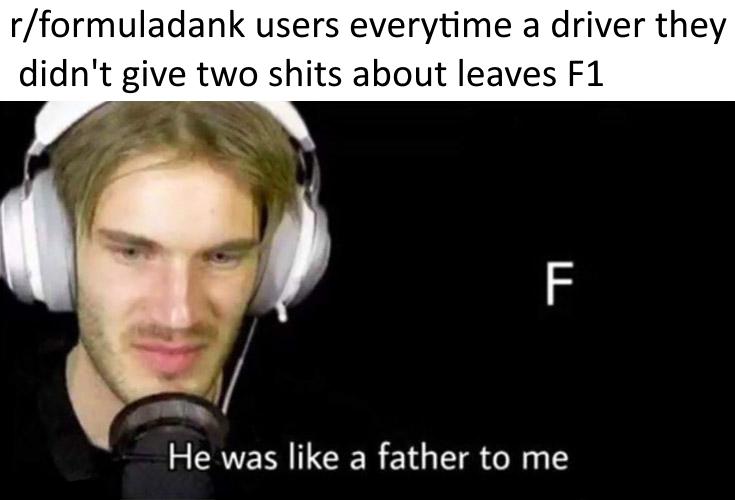 r/formuladank users everytime a driver they
didn't give two shits about leaves F1
F
He was like a father to me